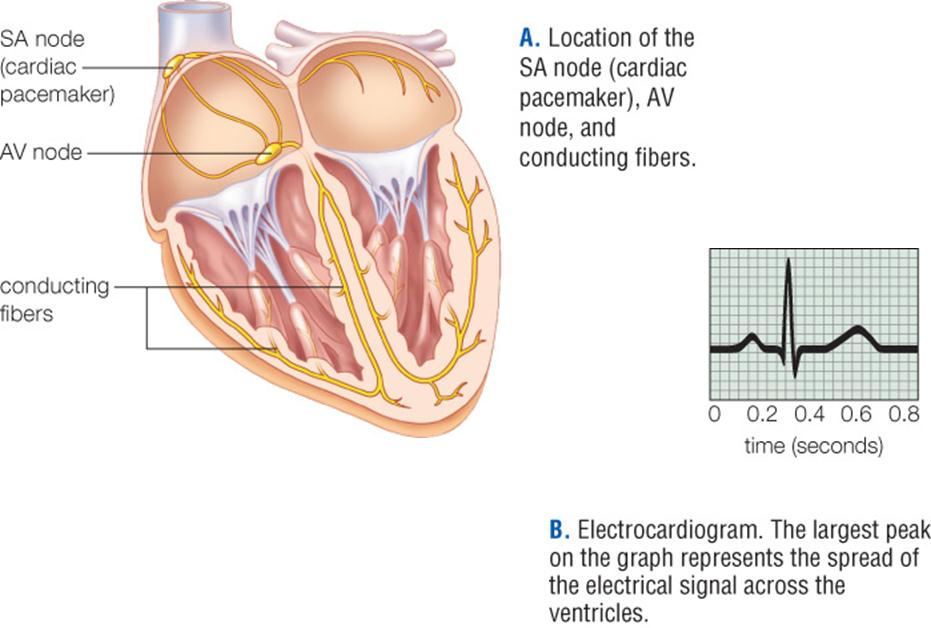 SA node
(cardiac
pacemaker)
AV node
conducting
fibers
A. Location of the
SA node (cardiac
pacemaker), AV
node, and
conducting fibers.
0 0.2 0.4 0.6 0.8
time (seconds)
B. Electrocardiogram. The largest peak
on the graph represents the spread of
the electrical signal across the
ventricles.